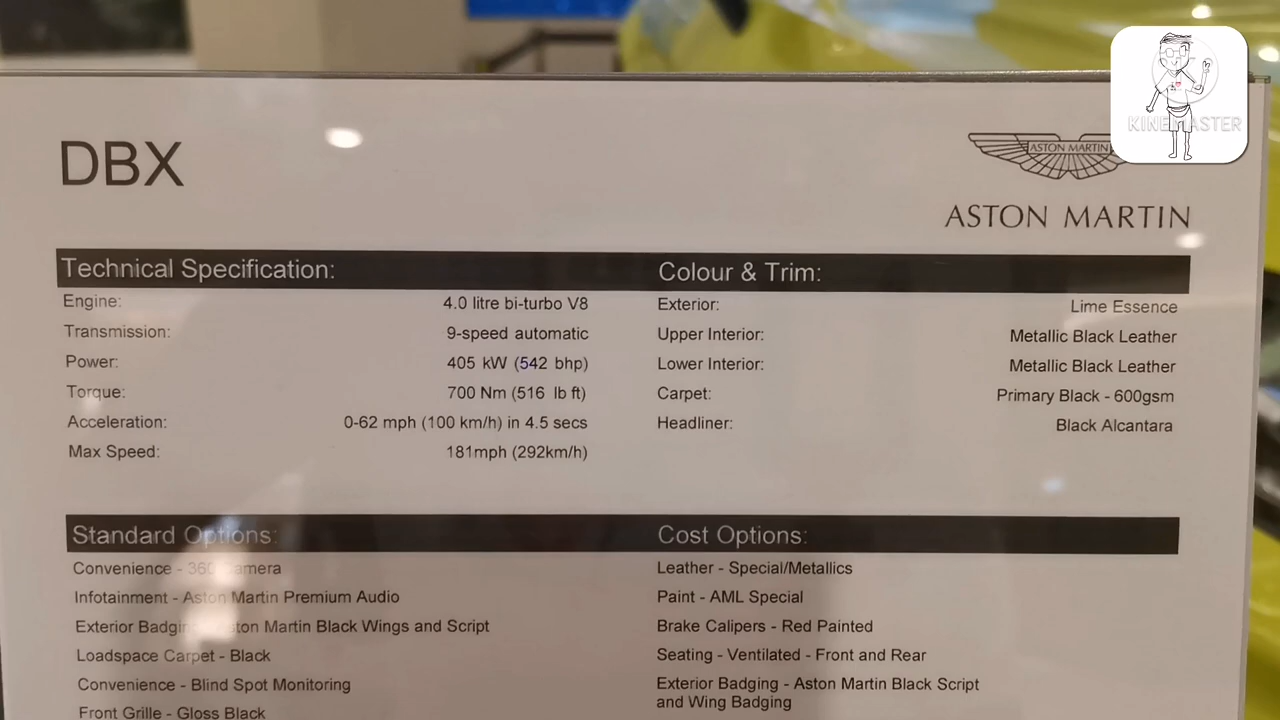 DBX
KINEMASTER
ASTON MARTIN
ASTON MARTIN
Technical Specification:
Engine: 4.0 litre bi-turbo V8
Transmission: 9-speed automatic
Power: 405 kW (542 bhp)
Torque: 700 Nm (516 lb ft)
Acceleration: 0-62 mph (100 km/h) in 4.5 secs
Max Speed: 181mph (292km/h)
Colour & Trim:
Exterior: Lime Essence
Upper Interior: Metallic Black Leather
Lower Interior: Metallic Black Leather
Carpet: Primary Black - 600gsm
Headliner: Black Alcantara
Standard Options:
Convenience - 360 Camera
Infotainment - Aston Martin Premium Audio
Exterior Badging - Aston Martin Black Wings and Script
Loadspace Carpet - Black
Convenience - Blind Spot Monitoring
Front Grille - Gloss Black
Cost Options:
Leather - Special/Metallics
Paint - AML Special
Brake Calipers - Red Painted
Seating - Ventilated - Front and Rear
Exterior Badging - Aston Martin Black Script
and Wing Badging